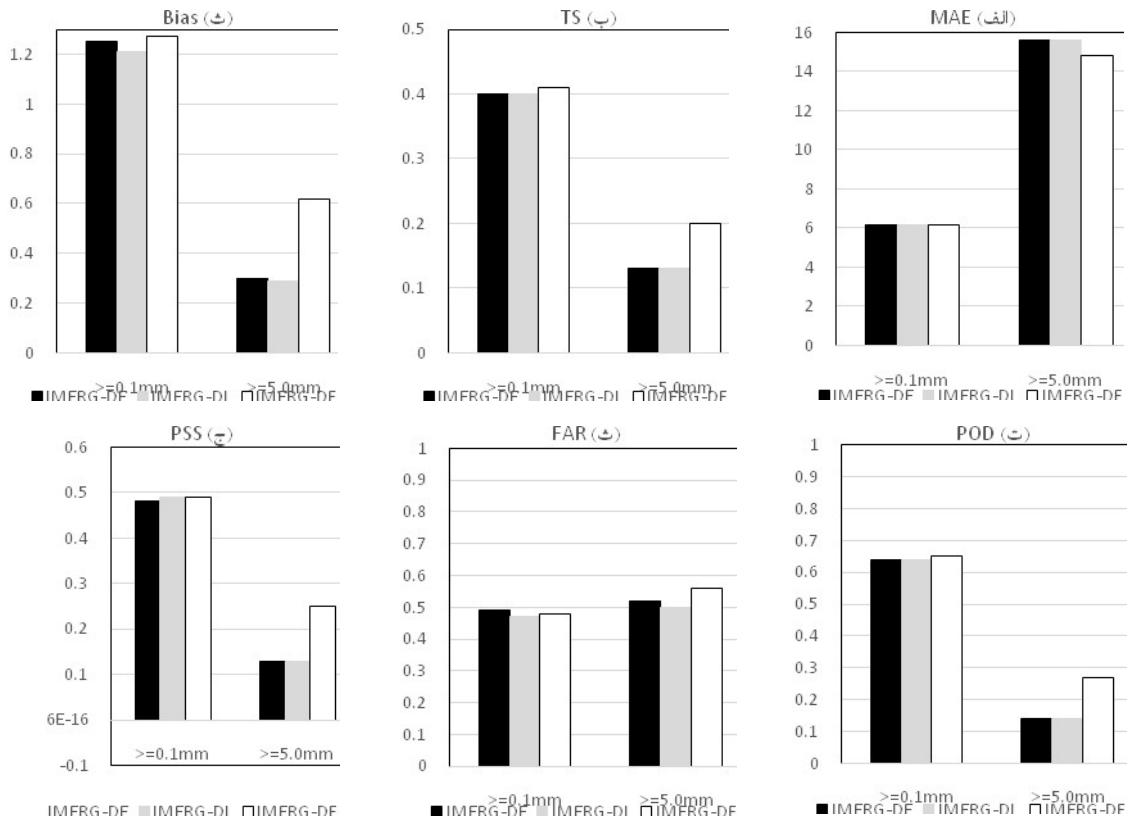 MAE (الف)
16
14
12
10
8
6
4
2
0
>=0.1mm >=5.0mm
IMERG-DE IMERG-DL IMERG-DF
TS (ب)
0.5
0.4
0.3
0.2
0.1
0
>=0.1mm >=5.0mm
IMERG-DE IMERG-DL IMERG-DF
Bias (ث)
1.2
1
0.8
0.6
0.4
0.2
0
>=0.1mm >=5.0mm
IMERG-DE IMERG-DL IMERG-DF
POD (ت)
1
0.9
0.8
0.7
0.6
0.5
0.4
0.3
0.2
0.1
0
>=0.1mm >=5.0mm
IMERG-DE IMERG-DL IMERG-DF
FAR (ث)
1
0.9
0.8
0.7
0.6
0.5
0.4
0.3
0.2
0.1
0
>=0.1mm >=5.0mm
IMERG-DE IMERG-DL IMERG-DF
PSS (ج)
0.6
0.5
0.4
0.3
0.2
0.1
6E-16
-0.1
>=0.1mm >=5.0mm
IMERG-DE IMERG-DL IMERG-DF